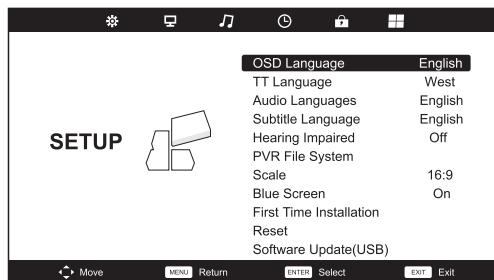 SETUP
OSD Language English
TT Language West
Audio Languages English
Subtitle Language English
Hearing Impaired Off
PVR File System
Scale 16:9
Blue Screen On
First Time Installation
Reset
Software Update(USB)
Move MENU Return ENTER Select EXIT Exit